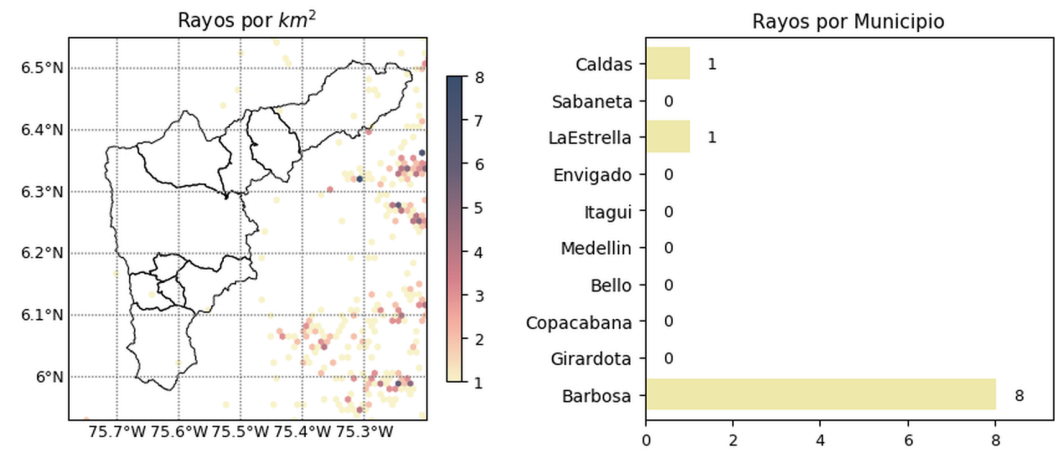 Rayos por km²
6.5°N
6.4°N
6.3°N
6.2°N
6.1°N
6°N
75.7°W 75.6°W 75.5°W 75.4°W 75.3°W
8
7
6
5
4
3
2
1
Rayos por Municipio
Caldas 1
Sabaneta 0
LaEstrella 1
Envigado 0
Itagui 0
Medellin 0
Bello 0
Copacabana 0
Girardota 0
Barbosa 8
0 2 4 6 8